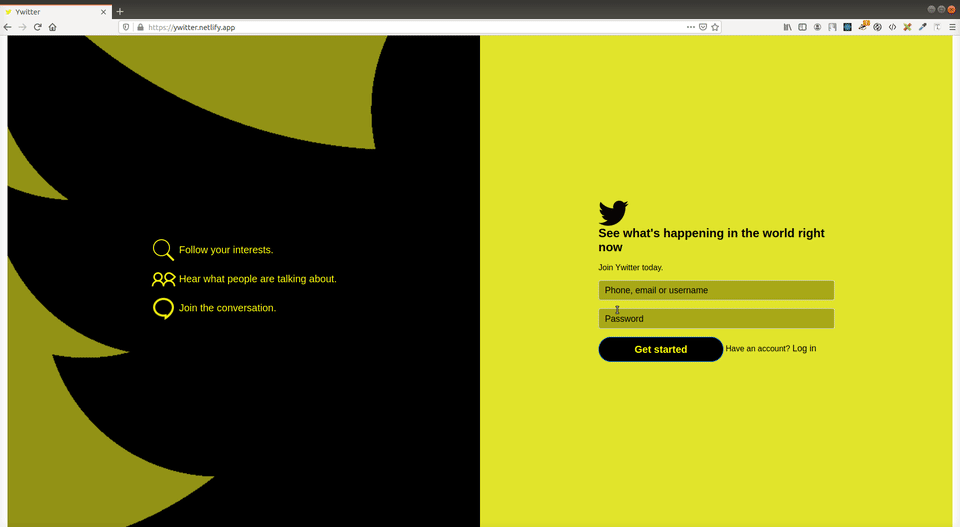 Ywitter
https://ywitter.netlify.app
Follow your interests.
Hear what people are talking about.
Join the conversation.
See what's happening in the world right
now
Join Ywitter today.
Phone, email or username
Password
Get started
Have an account? Log in